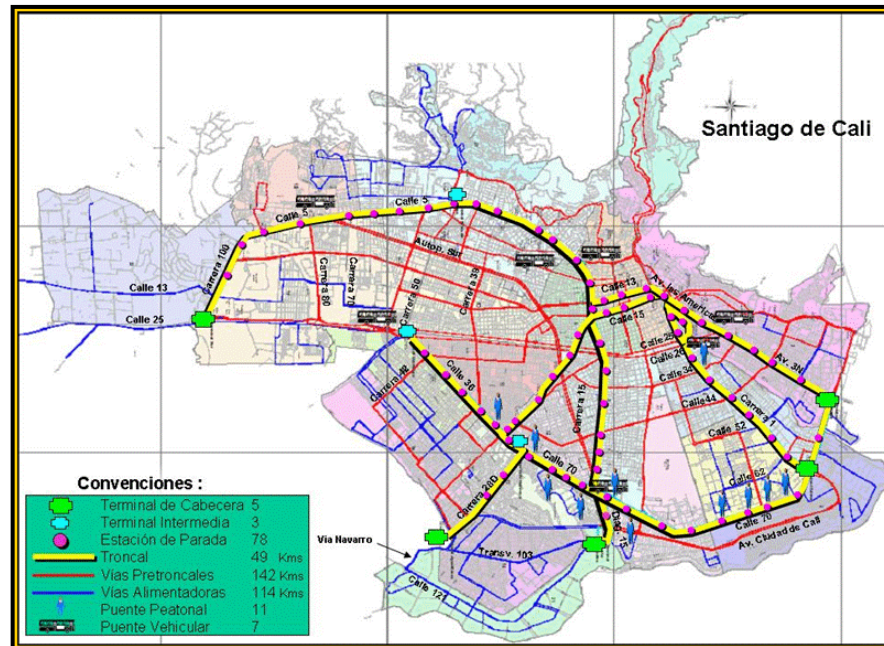 Santiago de Cali
Calle 5
Calle 5
Carrera 100
Autop. Sur
Carrera 80
Carrera 70
Carrera 50
Carrera 39
Calle 13
Calle 25
Calle 13
Calle 15
Av. las Americas
Av. 3N
Calle 25
Calle 26
Calle 34
Calle 44
Carrera 1
Calle 52
Calle 62
Calle 70
Av. Ciudad de Cali
Carrera 42
Calle 36
Carrera 15
Calle 70
Carrera 28D
Diag. 15
Transv. 103
Vía Navarro
Calle 121
Convenciones :
Terminal de Cabecera 5
Terminal Intermedia 3
Estación de Parada 78
Troncal 49 Kms
Vías Pretroncales 142 Kms
Vías Alimentadoras 114 Kms
Puente Peatonal 11
Puente Vehicular 7